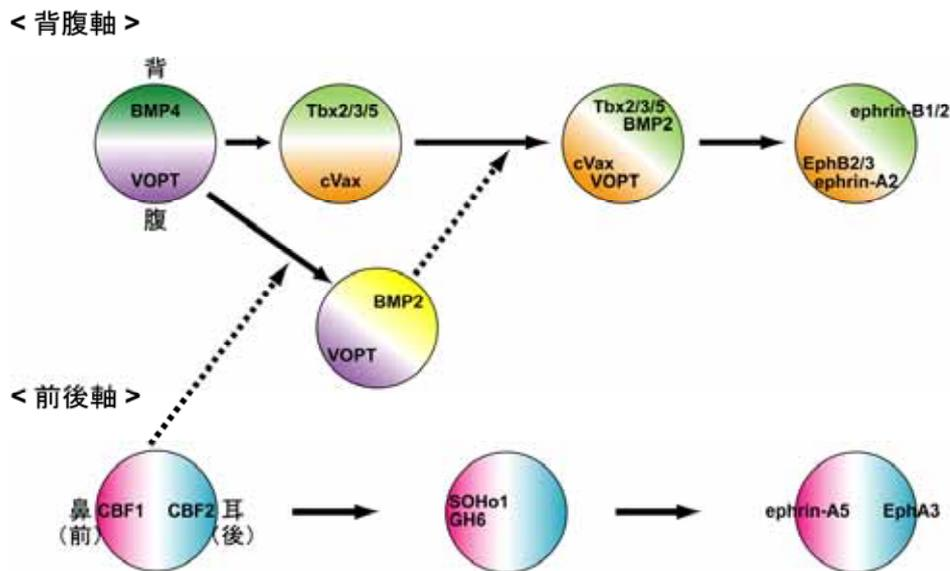 < 背腹軸 >
背
BMP4
VOPT
腹
Tbx2/3/5
cVax
Tbx2/3/5
BMP2
cVax
VOPT
ephrin-B1/2
EphB2/3
ephrin-A2
BMP2
VOPT
< 前後軸 >
鼻
(前)
CBF1
CBF2
耳
(後)
SOHo1
GH6
ephrin-A5
EphA3